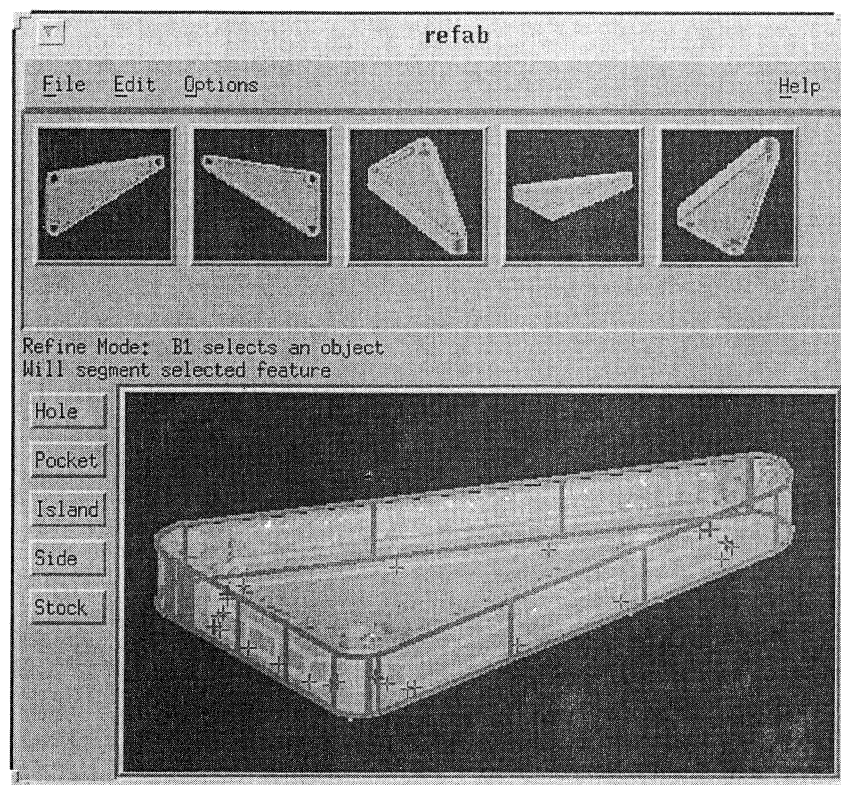 refab
File Edit Options Help
Refine Mode: B1 selects an object
Will segment selected feature
Hole
Pocket
Island
Side
Stock